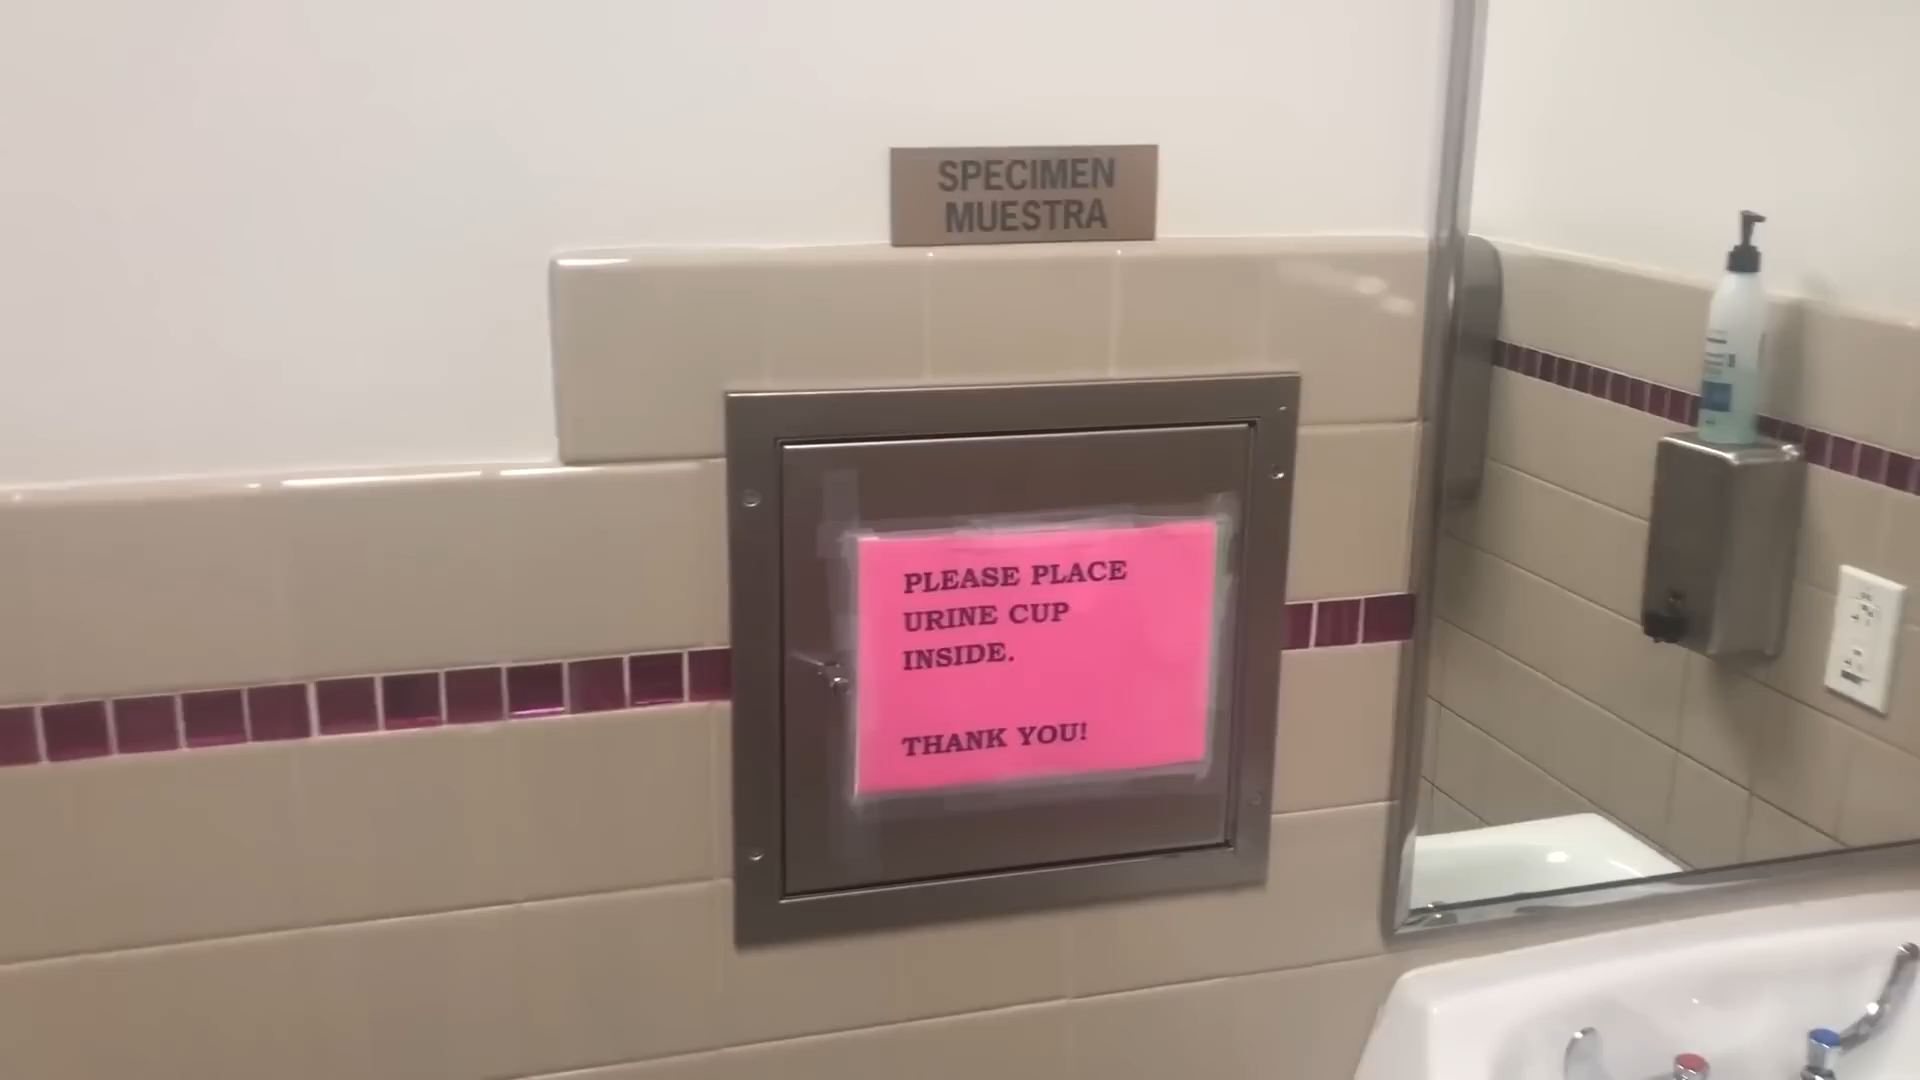 SPECIMEN
MUESTRA
PLEASE PLACE
URINE CUP
INSIDE.
THANK YOU!